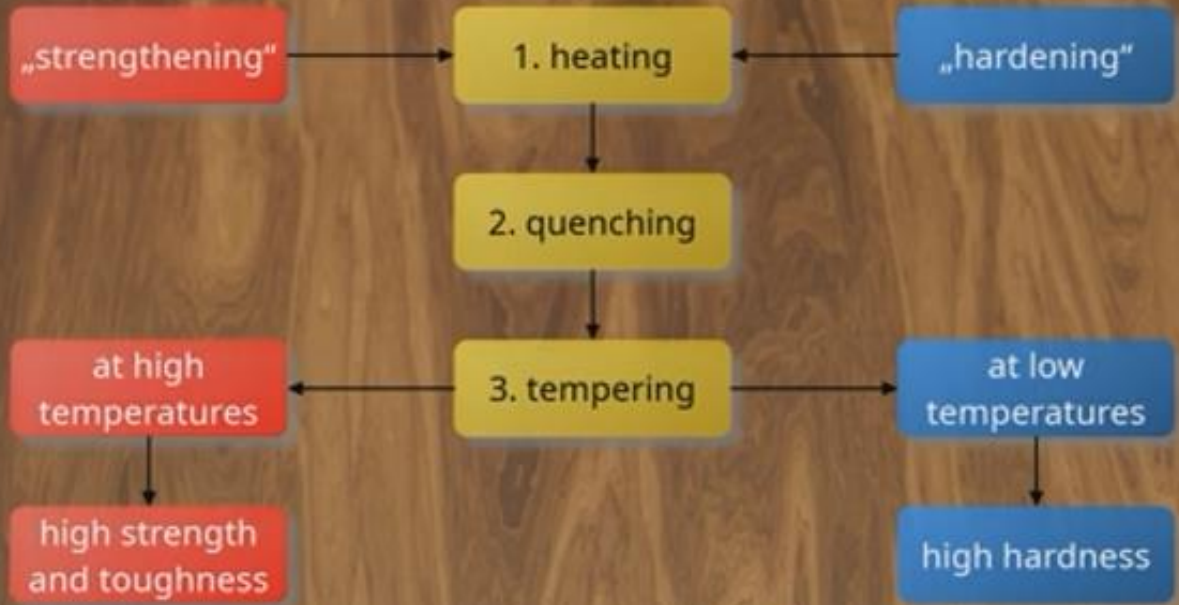 „strengthening“
1. heating
„hardening“
2. quenching
at high
temperatures
3. tempering
at low
temperatures
high strength
and toughness
high hardness